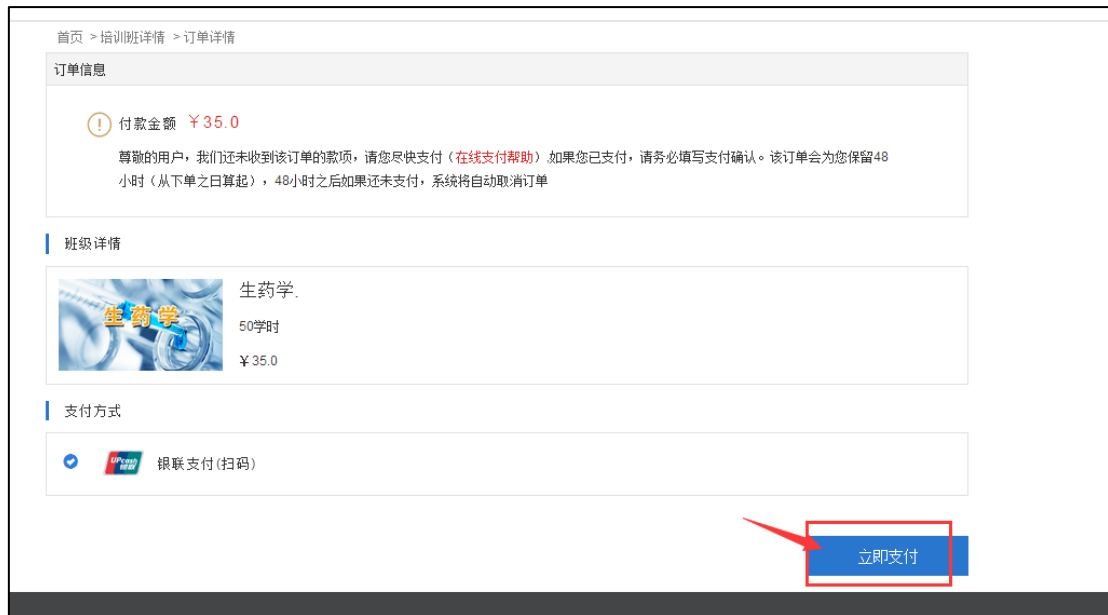 首页 >培训班详情 >订单详情
订单信息
付款金额 ￥35.0
尊敬的用户，我们还未收到该订单的款项，请您尽快支付（在线支付帮助）,如果您已支付，请务必填写支付确认。该订单会为您保留48
小时（从下单之日算起），48小时之后如果还未支付，系统将自动取消订单
班级详情
生药学
生药学.
50学时
￥35.0
支付方式
UPcash
银联
银联支付(扫码)
立即支付